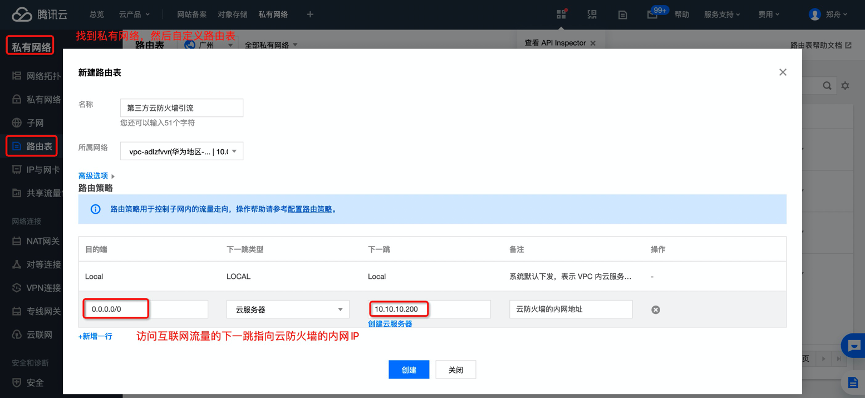 腾讯云 总览 云产品 网站备案 对象存储 私有网络 + 99+ 帮助 服务支持 费用 郑舟
找到私有网络，然后自定义路由表
私有网络 路由表 广州 全部私有网络 查看 API Inspector 路由表帮助文档
网络拓扑
私有网络
子网
路由表
IP与网卡
共享流量
网络连接
NAT网关
对等连接
VPN连接
专线网关
云联网
安全和诊断
安全
新建路由表
名称 第三方云防火墙引流
您还可以输入51个字符
所属网络 vpc-adlzfvvr(华为地区-... | 10.(
高级选项
路由策略
路由策略用于控制子网内的流量走向，操作帮助请参考配置路由策略。
目的端 下一跳类型 下一跳 备注 操作
Local LOCAL Local 系统默认下发，表示 VPC 内云服务... -
0.0.0.0/0 云服务器 10.10.10.200 云防火墙的内网地址
创建云服务器
+新增一行 访问互联网流量的下一跳指向云防火墙的内网IP
页
创建 关闭